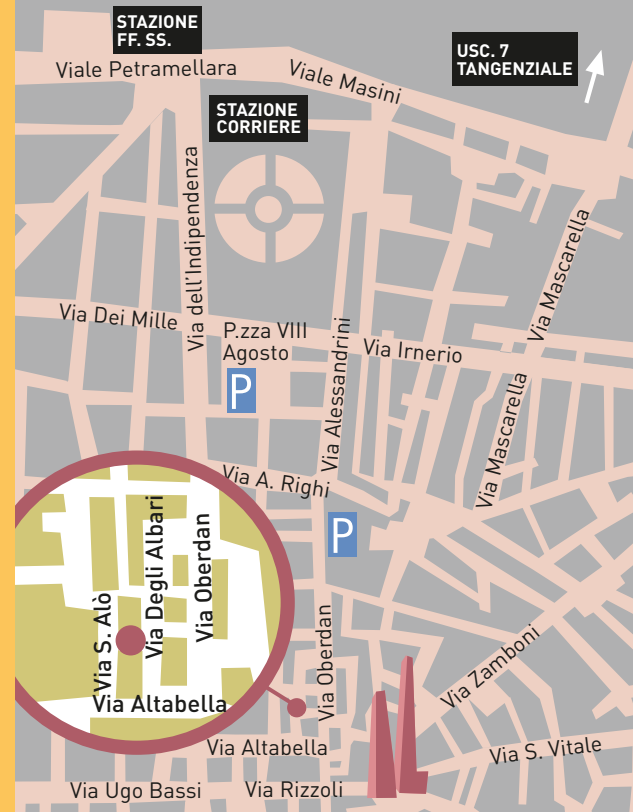 STAZIONE
FF. SS.
USC. 7
TANGENZIALE
Viale Petramellara
Viale Masini
STAZIONE
CORRIERE
Via dell'Indipendenza
Via Mascarella
Via Dei Mille
P.zza VIII
Agosto
Via Irnerio
P
Via Alessandrini
Via Mascarella
Via A. Righi
P
Via S. Alò
Via Degli Albari
Via Oberdan
Via Altabella
Via Oberdan
Via Zamboni
Via Altabella
Via S. Vitale
Via Ugo Bassi
Via Rizzoli